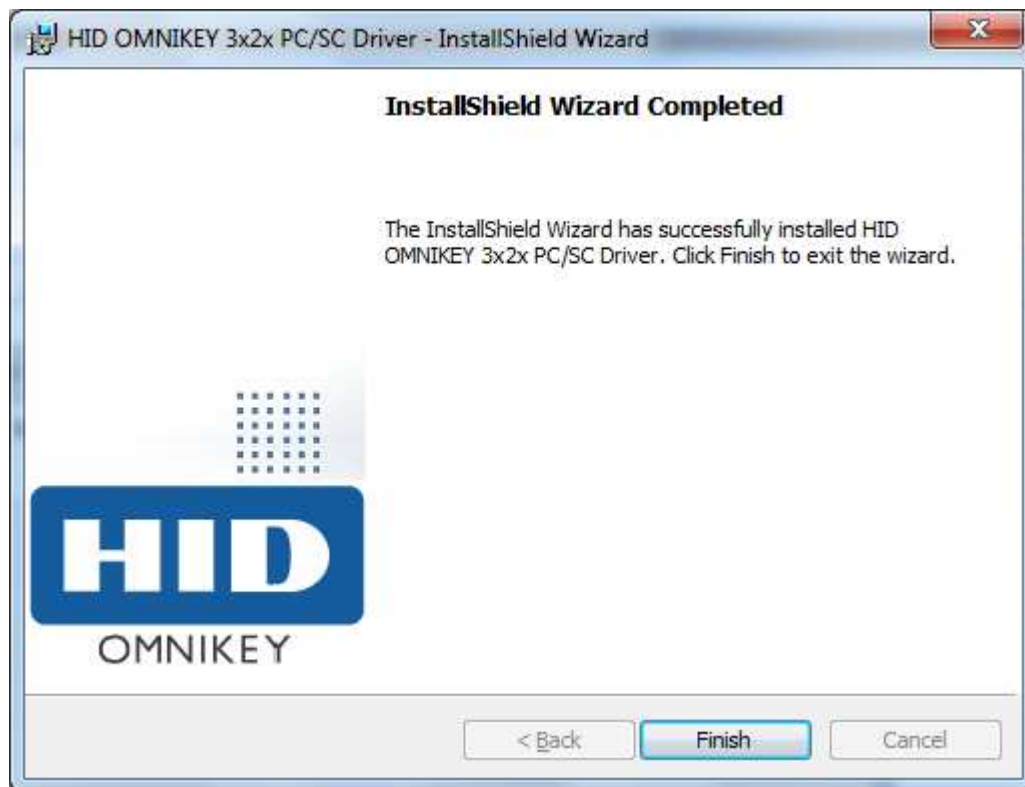 HID OMNIKEY 3x2x PC/SC Driver - InstallShield Wizard
X
InstallShield Wizard Completed
The InstallShield Wizard has successfully installed HID
OMNIKEY 3x2x PC/SC Driver. Click Finish to exit the wizard.
HID
OMNIKEY
< Back
Finish
Cancel